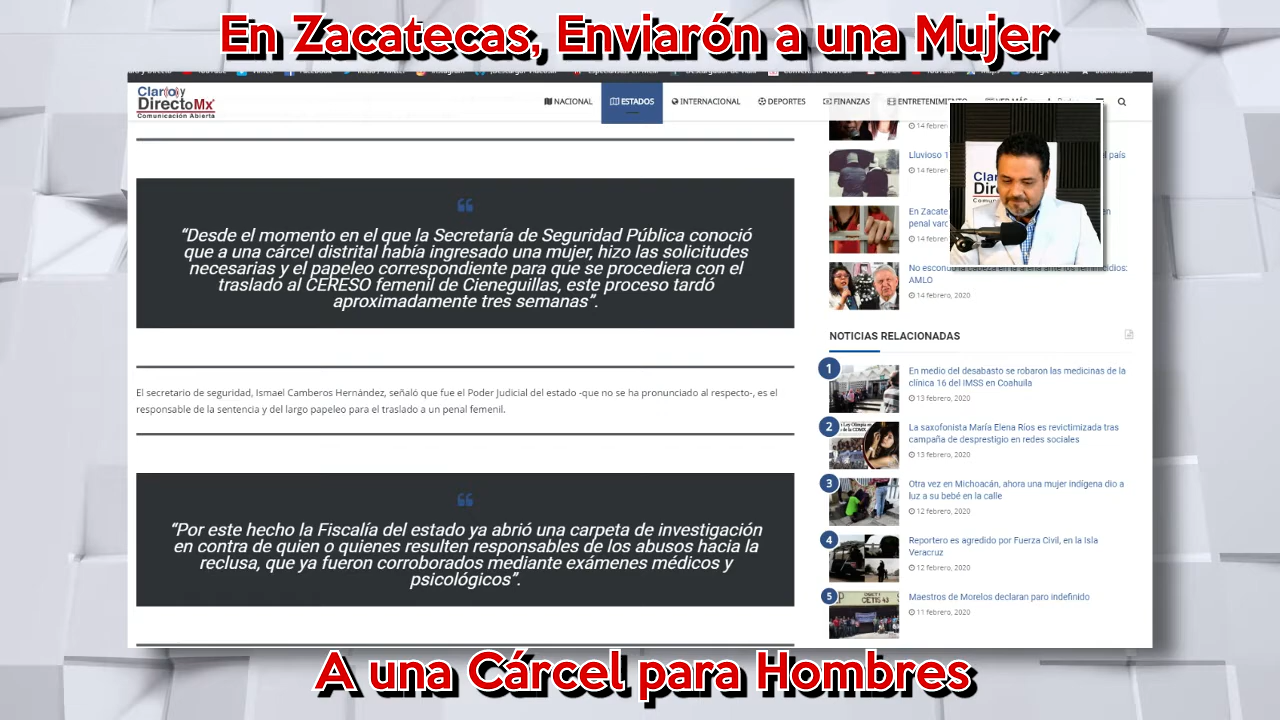 En Zacatecas, Enviarón a una Mujer
Claro y
DirectoMx
Comunicación Abierta
NACIONAL
ESTADOS
INTERNACIONAL
DEPORTES
FINANZAS
ENTRETENIMIENTO
“Desde el momento en el que la Secretaría de Seguridad Pública conoció
que a una cárcel distrital había ingresado una mujer, hizo las solicitudes
necesarias y el papeleo correspondiente para que se procediera con el
traslado al CERESO femenil de Cieneguillas, este proceso tardó
aproximadamente tres semanas”.
El secretario de seguridad, Ismael Camberos Hernández, señaló que fue el Poder Judicial del estado -que no se ha pronunciado al respecto-, es el
responsable de la sentencia y del largo papeleo para el traslado a un penal femenil.
“Por este hecho la Fiscalía del estado ya abrió una carpeta de investigación
en contra de quien o quienes resulten responsables de los abusos hacia la
reclusa, que ya fueron corroborados mediante exámenes médicos y
psicológicos”.
14 febrer
Lluvioso 1
país
14 febrer
En Zacate
en
penal varo
14 febrer
No escondo la cabeza en la arena ante los feminicidios:
AMLO
14 febrero, 2020
NOTICIAS RELACIONADAS
1
En medio del desabasto se robaron las medicinas de la
clínica 16 del IMSS en Coahuila
13 febrero, 2020
2
La saxofonista María Elena Ríos es revictimizada tras
campaña de desprestigio en redes sociales
13 febrero, 2020
3
Otra vez en Michoacán, ahora una mujer indígena dio a
luz a su bebé en la calle
12 febrero, 2020
4
Reportero es agredido por Fuerza Civil, en la Isla
Veracruz
12 febrero, 2020
5
CETIS 43
Maestros de Morelos declaran paro indefinido
11 febrero, 2020
A una Cárcel para Hombres